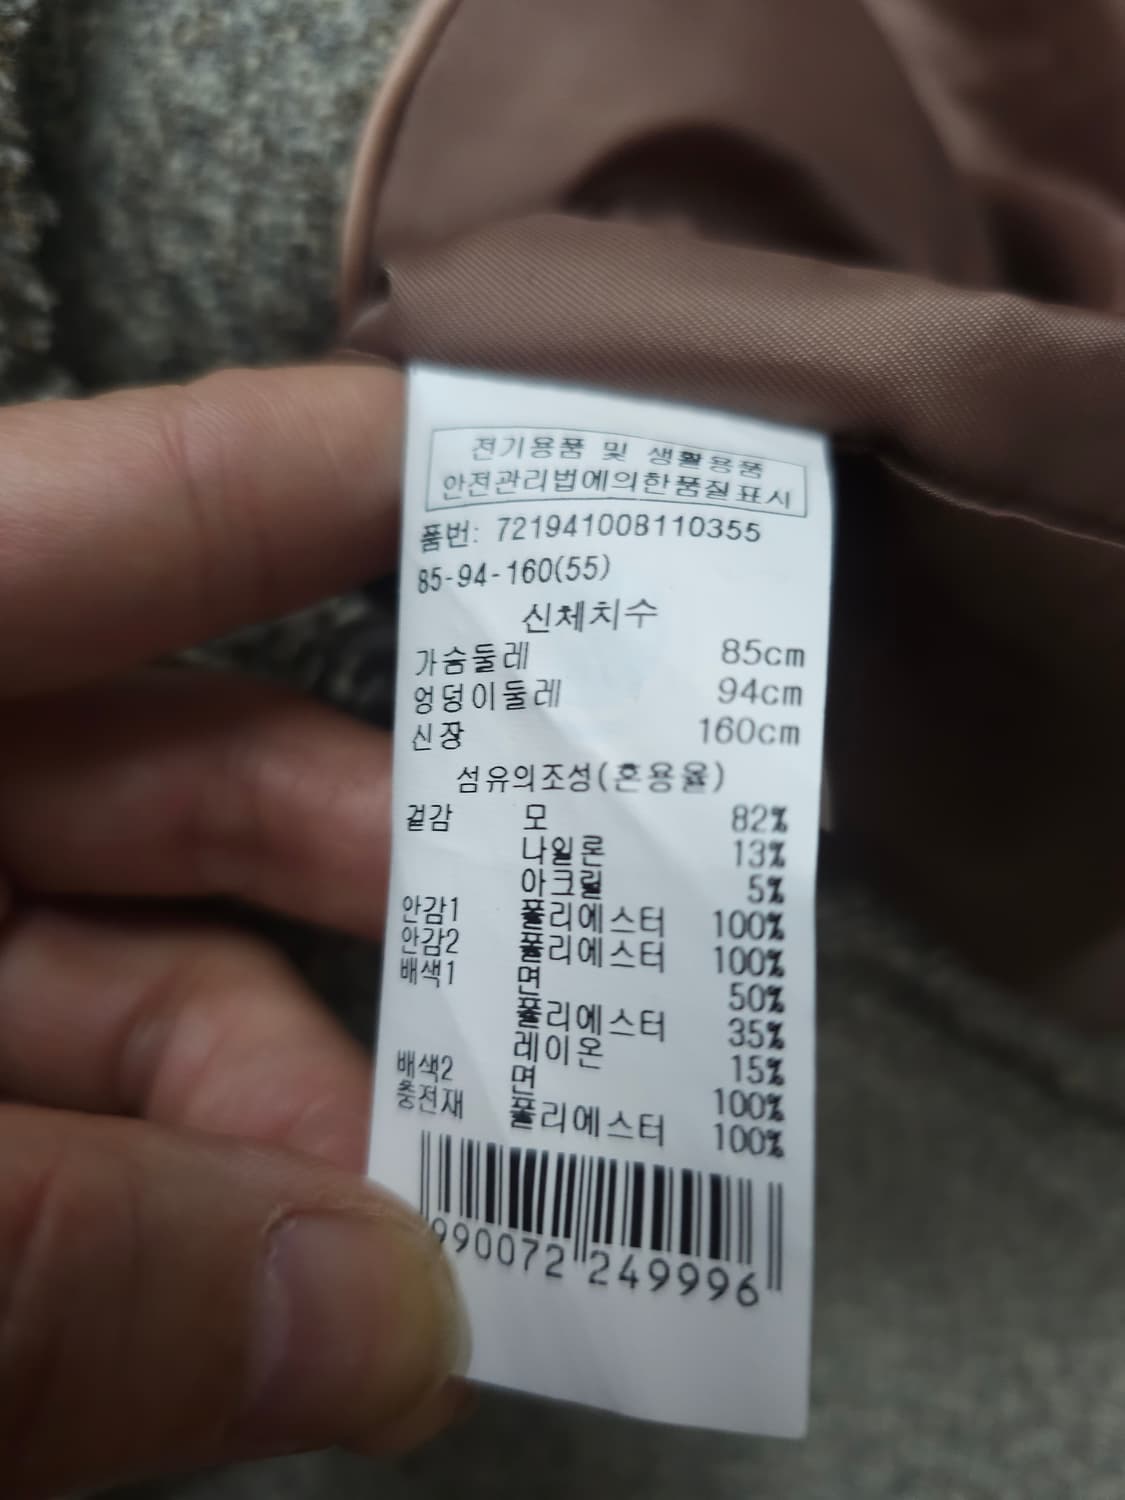 전기용품 및 생활용품
안전관리법에의한품질표시
품번: 721941008110355
85-94-160(55)
신체치수
가슴둘레 85cm
엉덩이둘레 94cm
신장 160cm
섬유의조성(혼용율)
겉감 모 82%
나일론 13%
아크릴 5%
안감1 폴리에스터 100%
안감2 폴리에스터 100%
배색1 면 50%
폴리에스터 35%
레이온 15%
배색2 면 100%
충전재 폴리에스터 100%
990072 249996